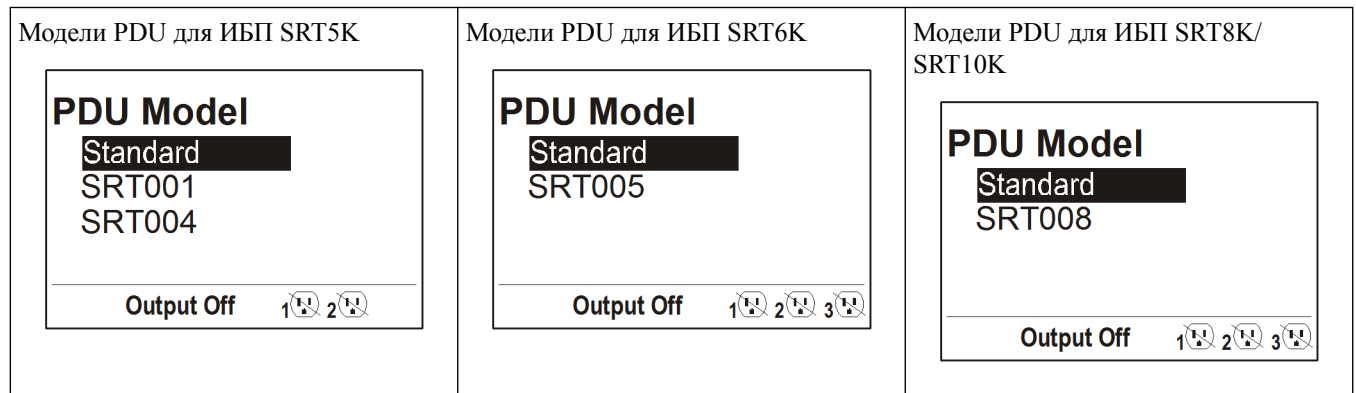 Модели PDU для ИБП SRT5K
PDU Model
Standard
SRT001
SRT004
Output Off 1 2
Модели PDU для ИБП SRT6K
PDU Model
Standard
SRT005
Output Off 1 2 3
Модели PDU для ИБП SRT8K/
SRT10K
PDU Model
Standard
SRT008
Output Off 1 2 3